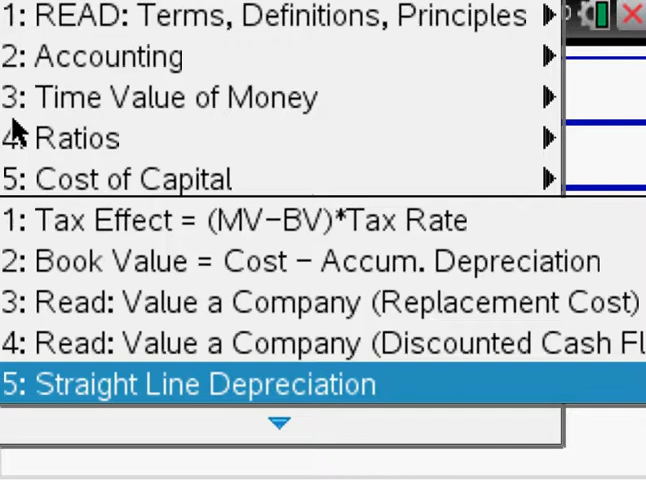 1: READ: Terms, Definitions, Principles
2: Accounting
3: Time Value of Money
4: Ratios
5: Cost of Capital
1: Tax Effect = (MV-BV)*Tax Rate
2: Book Value = Cost - Accum. Depreciation
3: Read: Value a Company (Replacement Cost)
4: Read: Value a Company (Discounted Cash Fl
5: Straight Line Depreciation